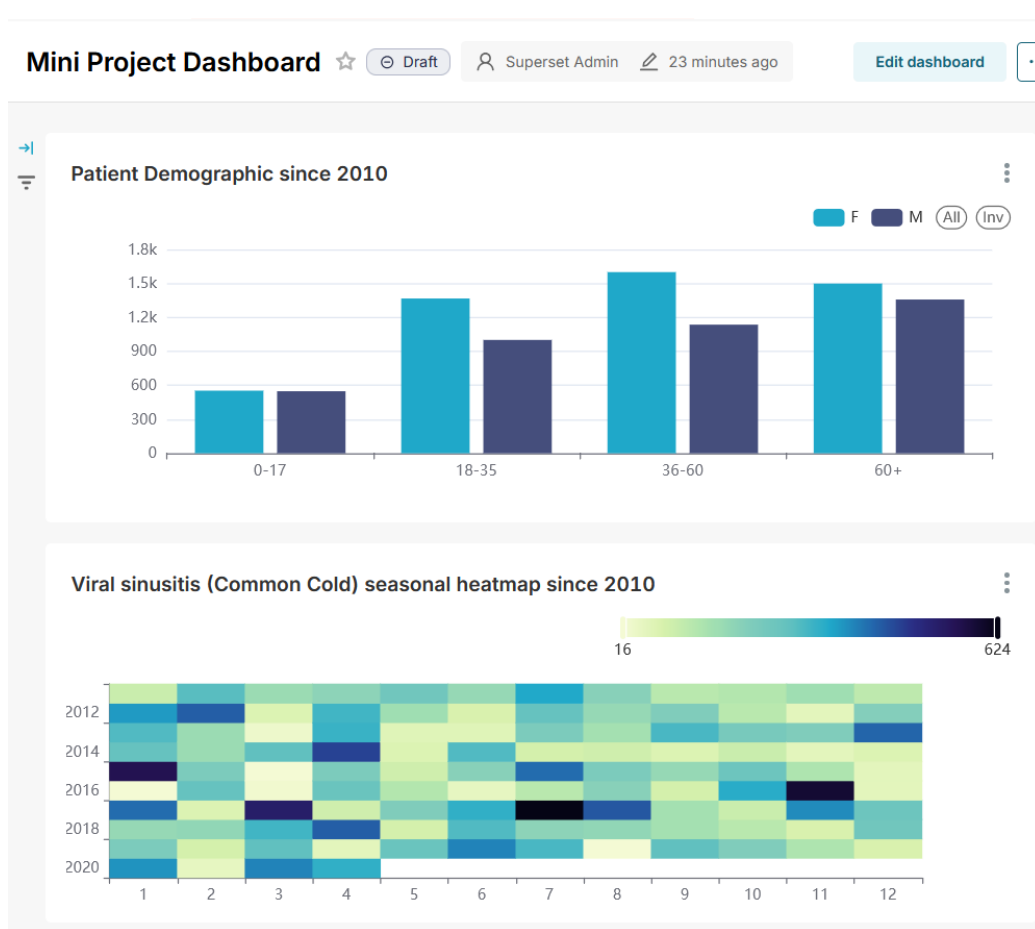 Mini Project Dashboard Draft Superset Admin 23 minutes ago Edit dashboard
Patient Demographic since 2010
F M All Inv
1.8k
1.5k
1.2k
900
600
300
0
0-17 18-35 36-60 60+
Viral sinusitis (Common Cold) seasonal heatmap since 2010
16 624
2012
2014
2016
2018
2020
1 2 3 4 5 6 7 8 9 10 11 12